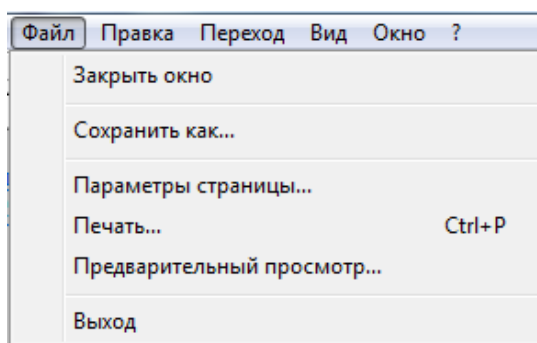 Файл Правка Переход Вид Окно ?
Закрыть окно
Сохранить как...
Параметры страницы...
Печать... Ctrl+P
Предварительный просмотр...
Выход